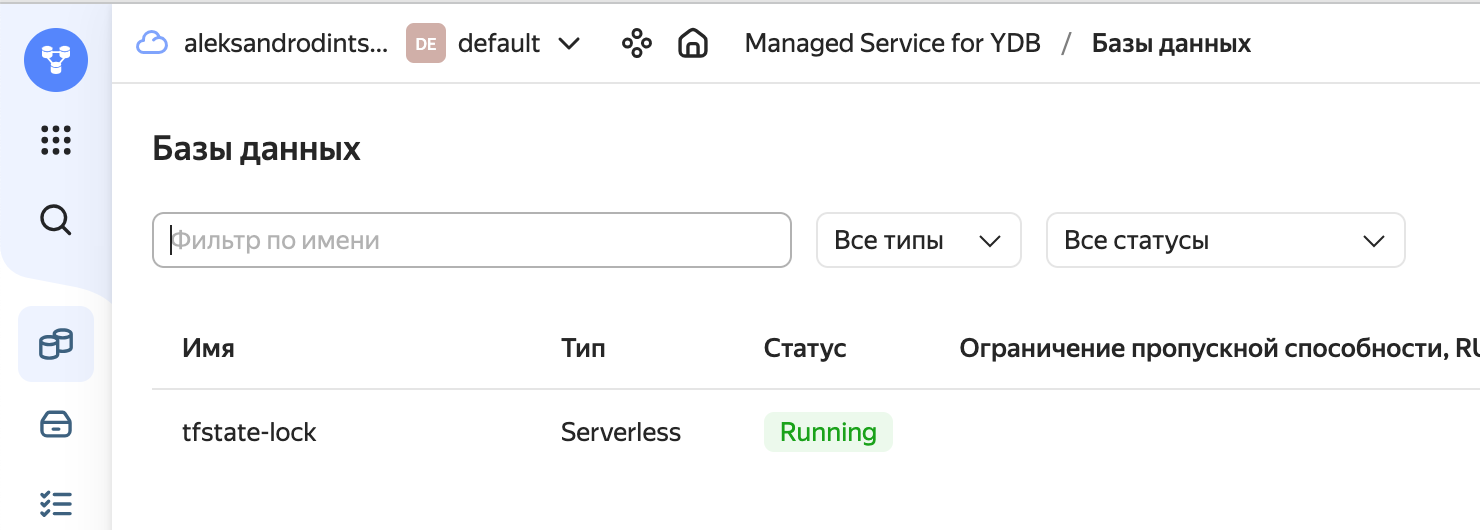 aleksandrodints... DE default Managed Service for YDB / Базы данных
Базы данных
Фильтр по имени Все типы Все статусы
Имя Тип Статус Ограничение пропускной способности, RU
tfstate-lock Serverless Running